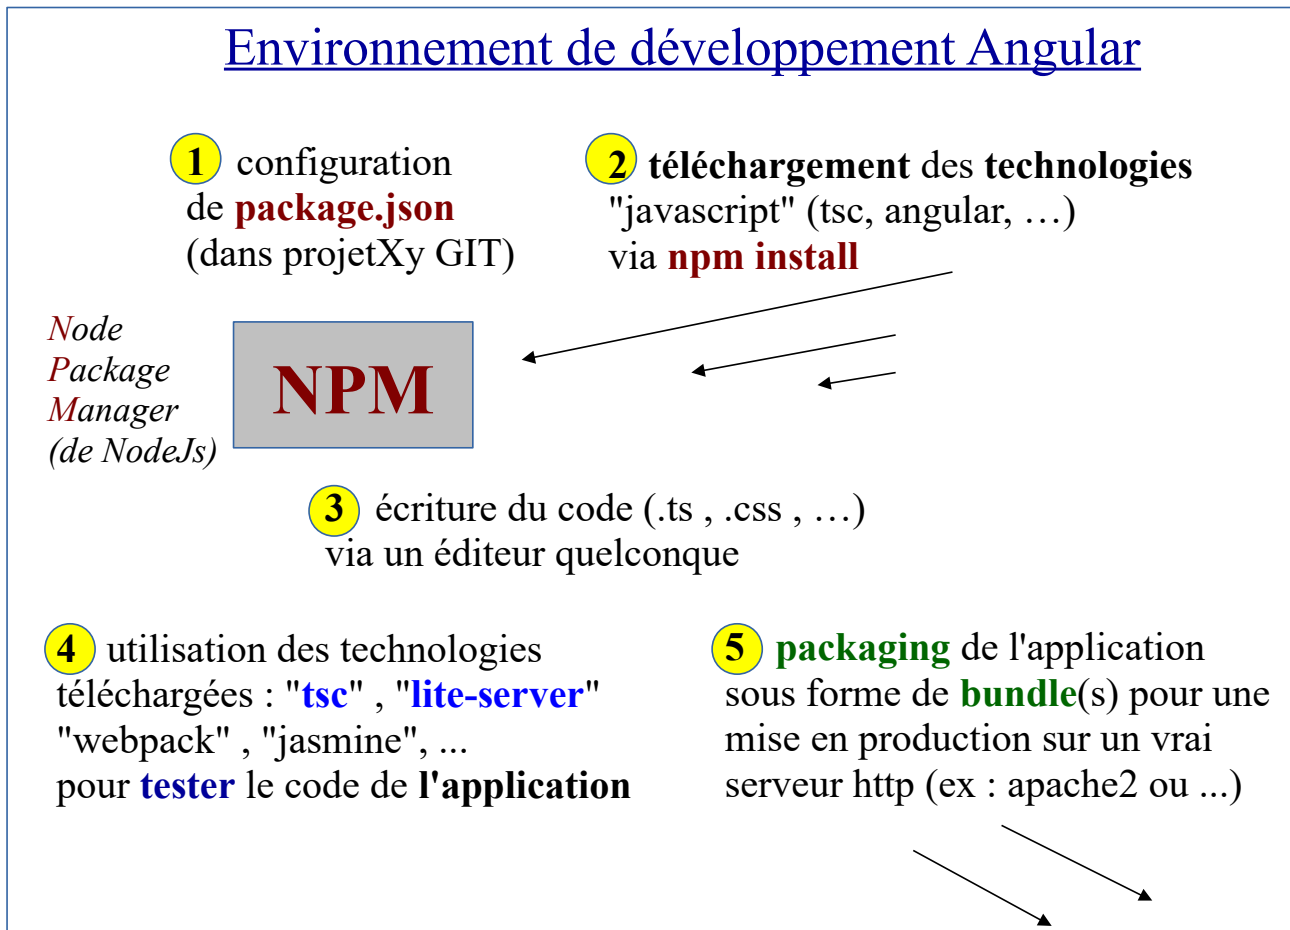 Environnement de développement Angular
1 configuration
de package.json
(dans projetXy GIT)
2 téléchargement des technologies
"javascript" (tsc, angular, …)
via npm install
Node
Package
Manager
(de NodeJs)
NPM
3 écriture du code (.ts , .css , …)
via un éditeur quelconque
4 utilisation des technologies
téléchargées : "tsc" , "lite-server"
"webpack" , "jasmine", ...
pour tester le code de l'application
5 packaging de l'application
sous forme de bundle(s) pour une
mise en production sur un vrai
serveur http (ex : apache2 ou ...)